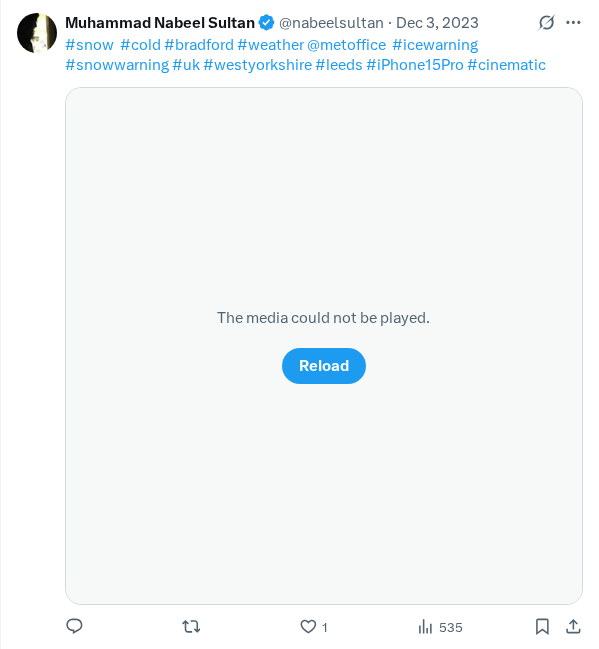 Muhammad Nabeel Sultan @nabeelsultan · Dec 3, 2023
#snow #cold #bradford #weather @metoffice #icewarning
#snowwarning #uk #westyorkshire #leeds #iPhone15Pro #cinematic
The media could not be played.
Reload
1 535